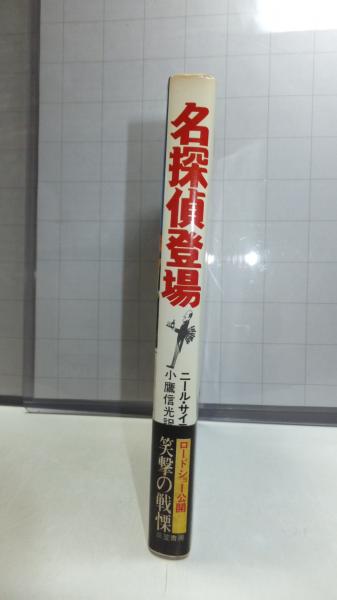 名探偵登場
ニール・サイ
小鷹信光訳
ロードショー公開
笑撃の戦慄
三笠書房